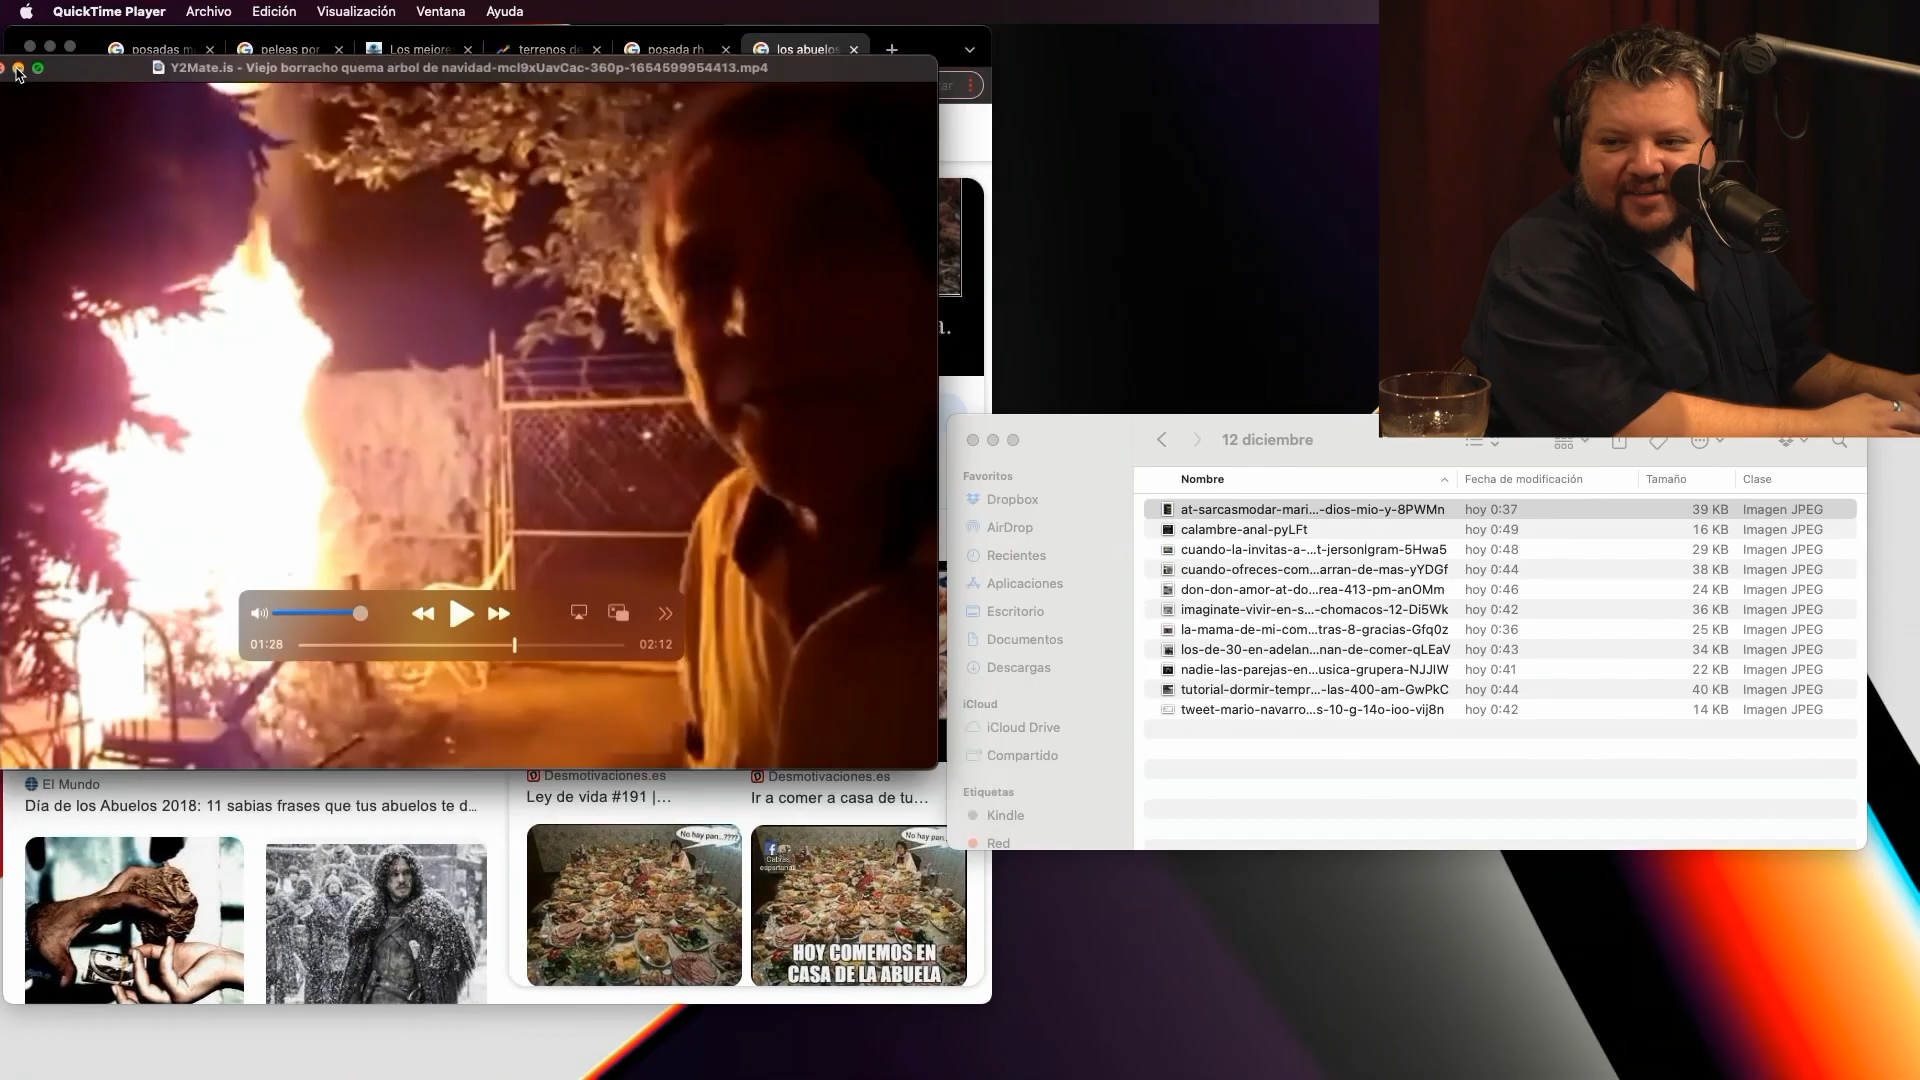 QuickTime Player Archivo Edición Visualización Ventana Ayuda
posadas m
peleas por
Los mejore
terrenos de
posada rh
los abuelos
Y2Mate.is - Viejo borracho quema arbol de navidad-mcl9xUavCac-360p-1654599954413.mp4
ar
a.
01:28
02:12
El Mundo
Día de los Abuelos 2018: 11 sabias frases que tus abuelos te d...
Desmotivaciones.es
Ley de vida #191 |...
Desmotivaciones.es
Ir a comer a casa de tu...
No hay pan..????
No hay pan..
Cabras espartanas
HOY COMEMOS EN
CASA DE LA ABUELA
12 diciembre
Favoritos
Dropbox
AirDrop
Recientes
Aplicaciones
Escritorio
Documentos
Descargas
iCloud
iCloud Drive
Compartido
Etiquetas
Kindle
Red
Nombre Fecha de modificación Tamaño Clase
at-sarcasmodar-mari...-dios-mio-y-8PWMn hoy 0:37 39 KB Imagen JPEG
calambre-anal-pyLFt hoy 0:49 16 KB Imagen JPEG
cuando-la-invitas-a-...t-jersonlgram-5Hwa5 hoy 0:48 29 KB Imagen JPEG
cuando-ofreces-com...arran-de-mas-yYDGf hoy 0:44 38 KB Imagen JPEG
don-don-amor-at-do...rea-413-pm-anOMm hoy 0:46 24 KB Imagen JPEG
imaginate-vivir-en-s...-chomacos-12-Di5Wk hoy 0:42 36 KB Imagen JPEG
la-mama-de-mi-com...tras-8-gracias-Gfq0z hoy 0:36 25 KB Imagen JPEG
los-de-30-en-adelan...nan-de-comer-qLEaV hoy 0:43 34 KB Imagen JPEG
nadie-las-parejas-en...usica-grupera-NJJIW hoy 0:41 22 KB Imagen JPEG
tutorial-dormir-tempr...-las-400-am-GwPkC hoy 0:44 40 KB Imagen JPEG
tweet-mario-navarro...s-10-g-14o-ioo-vij8n hoy 0:42 14 KB Imagen JPEG